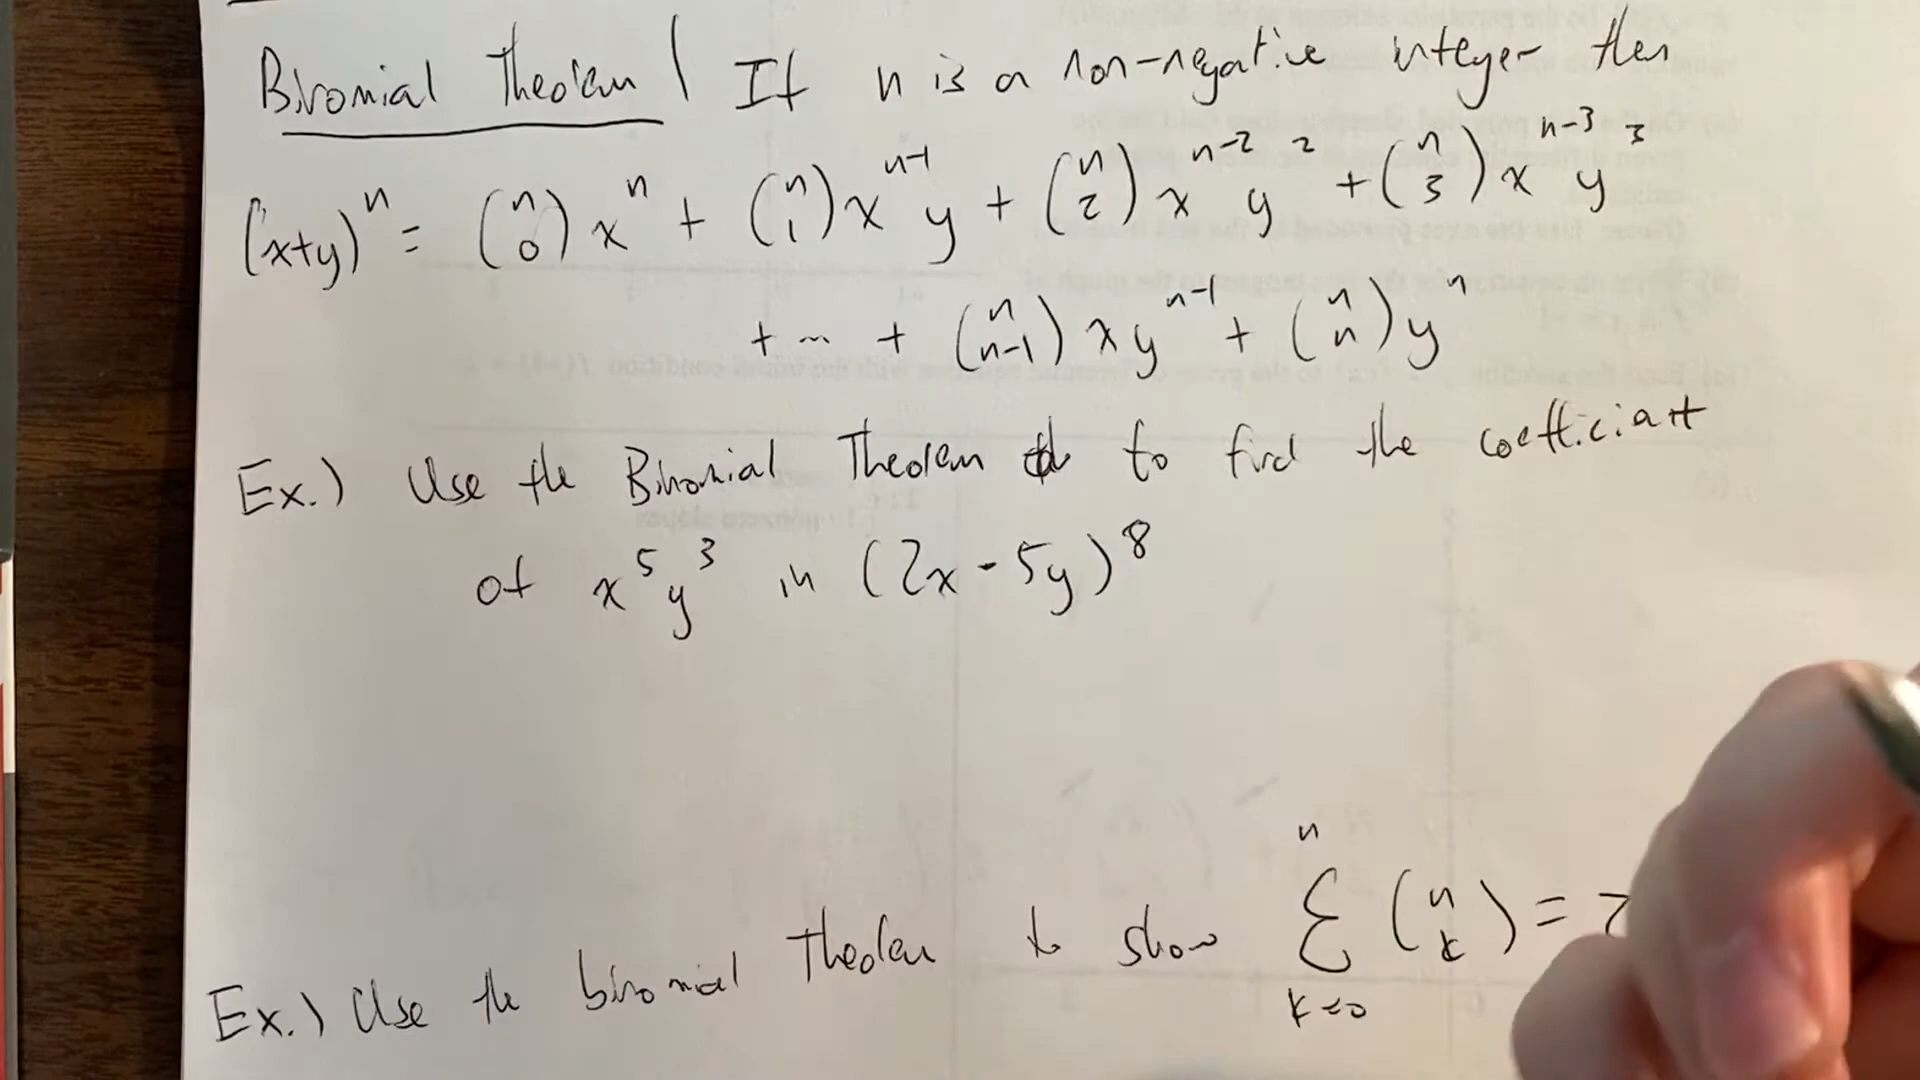 Binomial Theorem | If n is a non-negative integer then
(x+y)^n = (n 0) x^n + (n 1) x^{n-1} y + (n 2) x^{n-2} y^2 + (n 3) x^{n-3} y^3
+ ... + (n n-1) x y^{n-1} + (n n) y^n
Ex.) Use the Binomial Theorem to find the coefficient
of x^5 y^3 in (2x - 5y)^8
Ex.) Use the binomial theorem to show Σ_{k=0}^{n} (n k) = 2